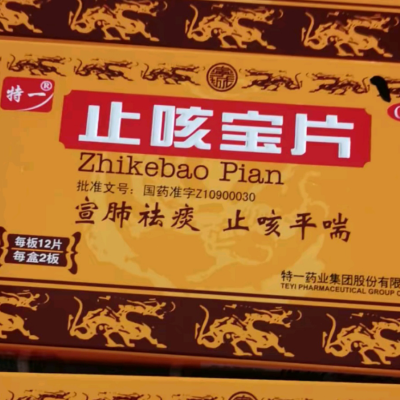 特一®
止咳宝片
Zhikebao Pian
批准文号：国药准字Z10900030
宣肺祛痰 止咳平喘
每板12片
每盒2板
特一药业集团股份有限
TEYI PHARMACEUTICAL GROUP